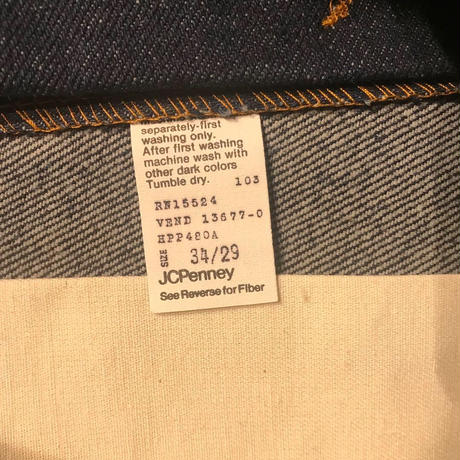 separately-first
washing only.
After first washing
machine wash with
other dark colors
Tumble dry. 103
RN15524
VEND 13677-0
HPP480A
SIZE 34/29
JCPenney
See Reverse for Fiber